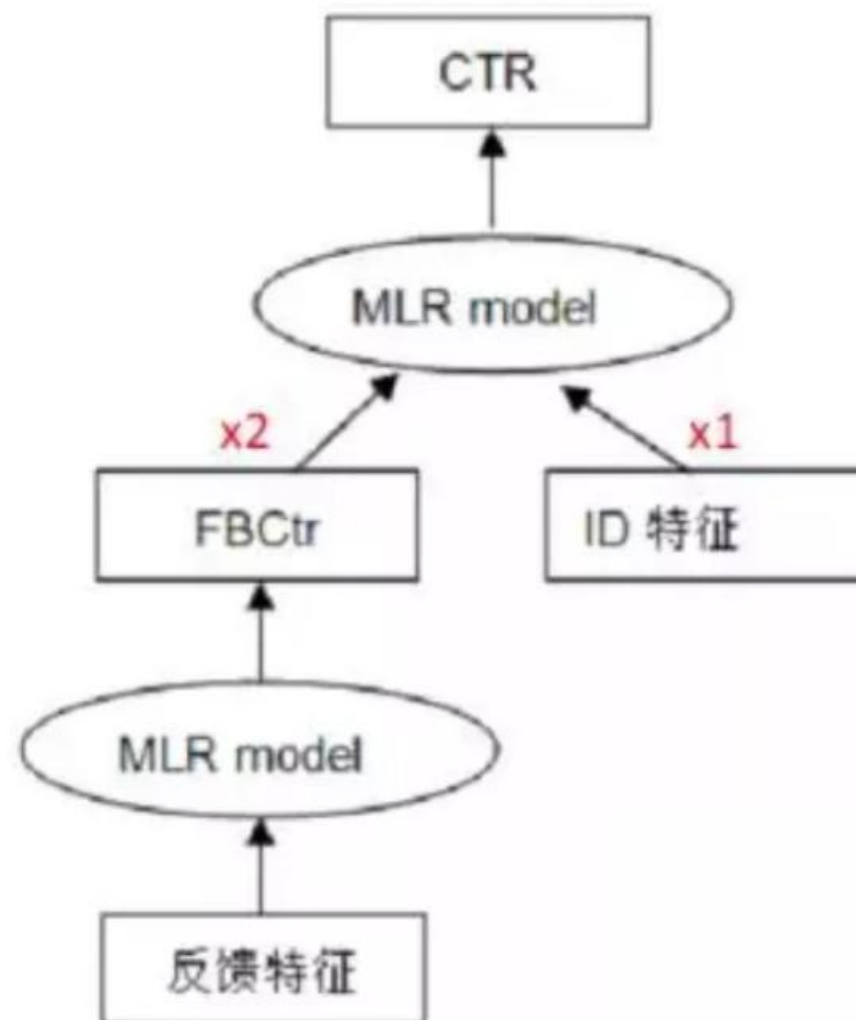 CTR
MLR model
x2
x1
FBCtr
ID 特征
MLR model
反馈特征